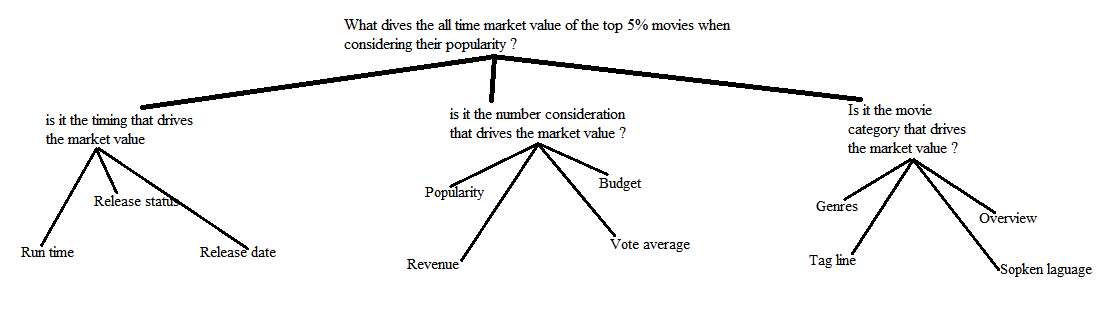 What dives the all time market value of the top 5% movies when
considering their popularity ?
is it the timing that drives
the market value
is it the number consideration
that drives the market value ?
Is it the movie
category that drives
the market value ?
Release status
Run time
Release date
Popularity
Budget
Revenue
Vote average
Genres
Overview
Tag line
Sopken laguage